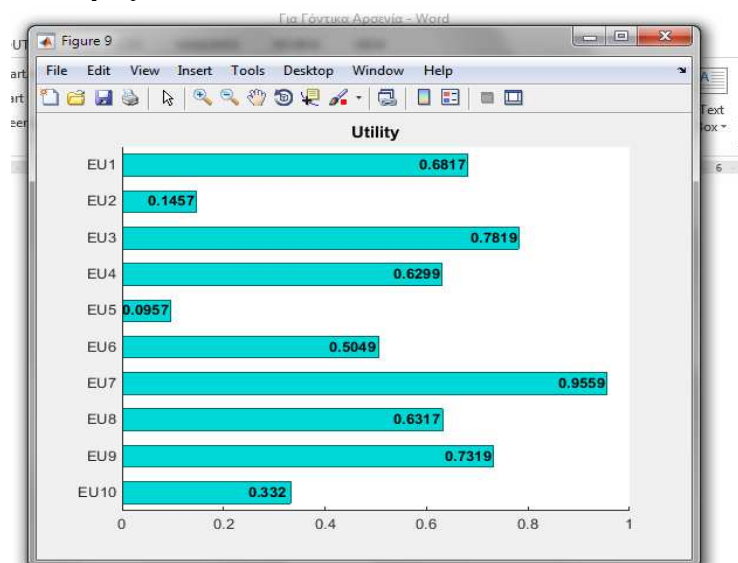 Για Γόντικα Αρσενία - Word
Figure 9
File Edit View Insert Tools Desktop Window Help
Text
Box
6
Utility
EU1 0.6817
EU2 0.1457
EU3 0.7819
EU4 0.6299
EU5 0.0957
EU6 0.5049
EU7 0.9559
EU8 0.6317
EU9 0.7319
EU10 0.332
0 0.2 0.4 0.6 0.8 1